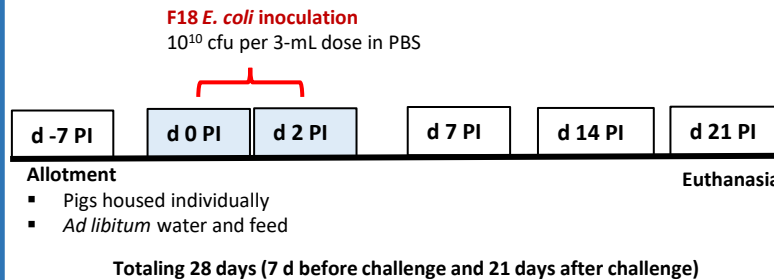 F18 E. coli inoculation
10¹⁰ cfu per 3-mL dose in PBS
d -7 PI
d 0 PI
d 2 PI
d 7 PI
d 14 PI
d 21 PI
Allotment
Euthanasia
▪ Pigs housed individually
▪ Ad libitum water and feed
Totaling 28 days (7 d before challenge and 21 days after challenge)